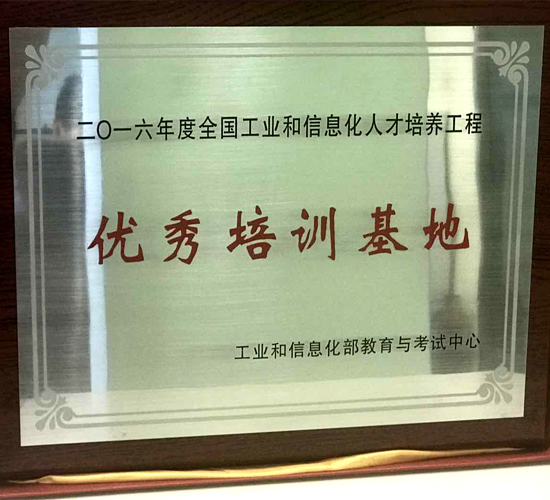 二〇一六年度全国工业和信息化人才培养工程
优秀培训基地
工业和信息化部教育与考试中心